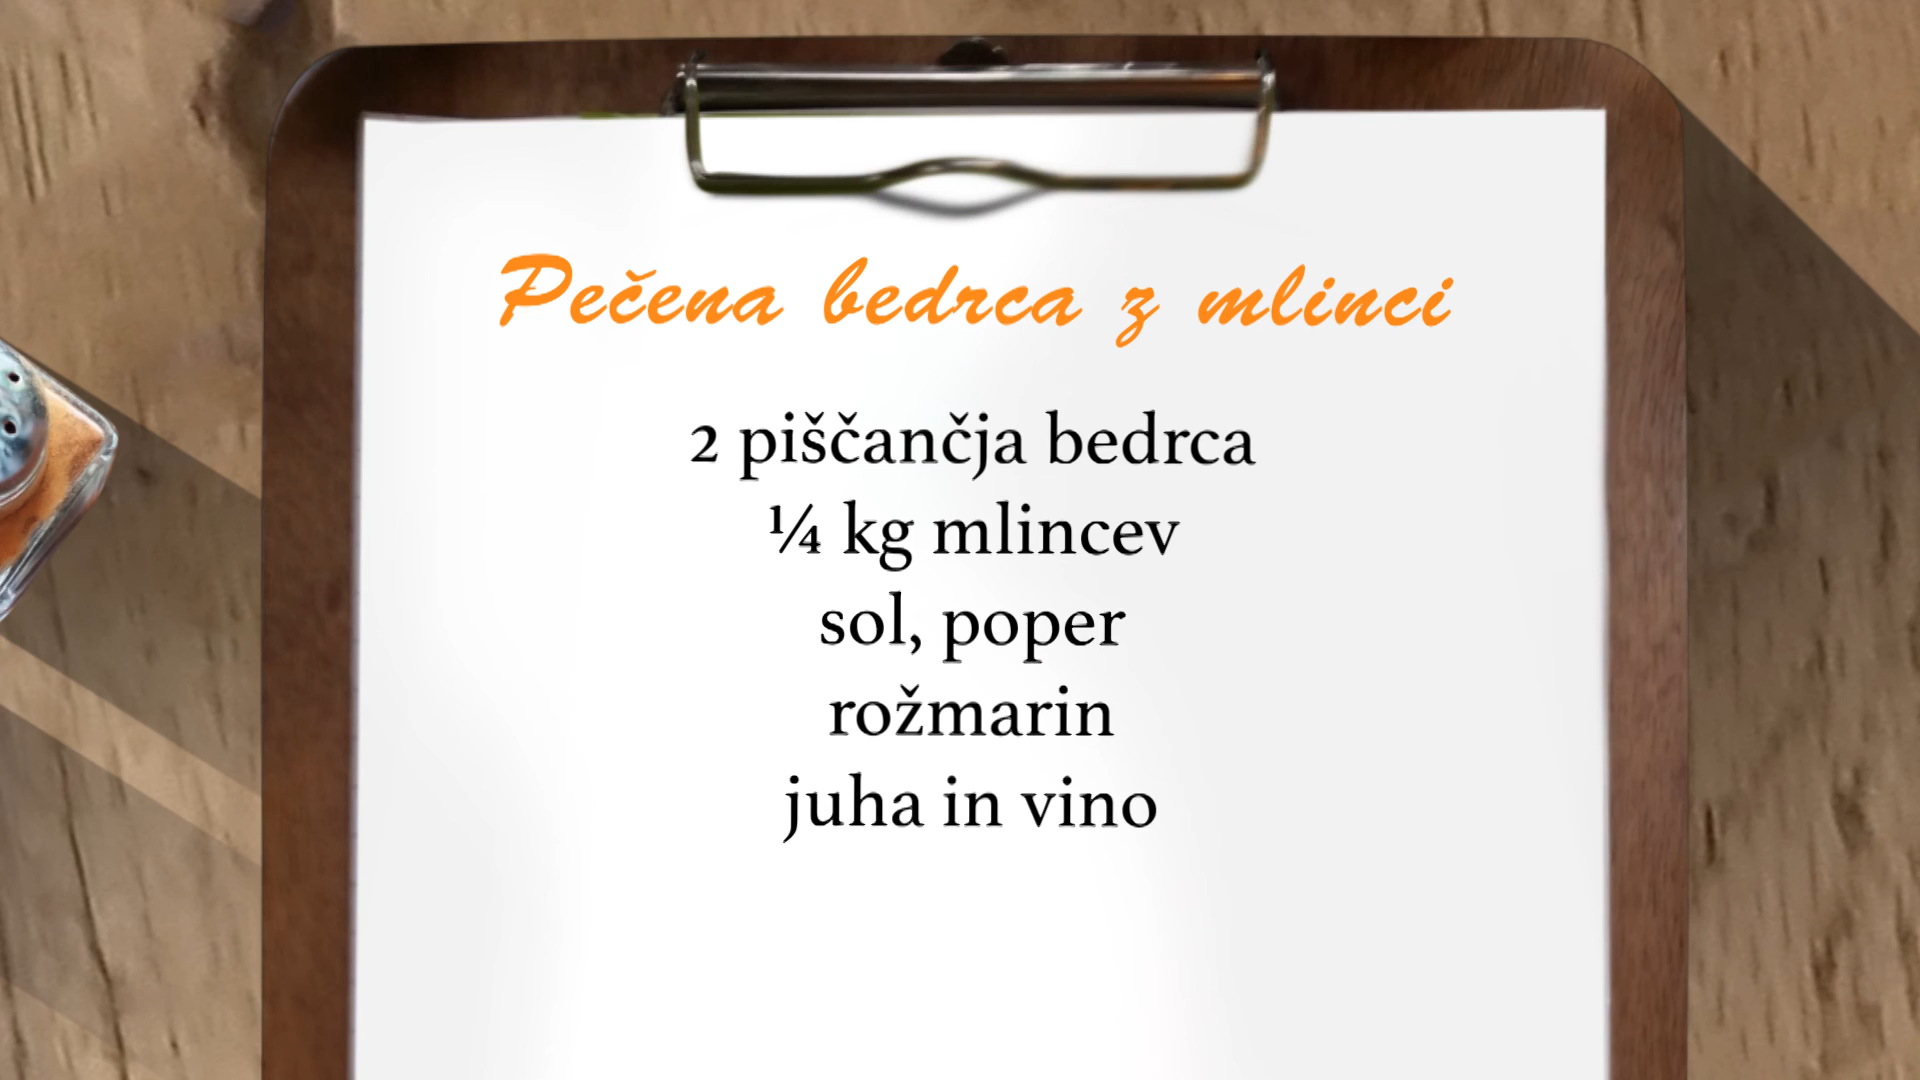 Pečena bedrca z mlinci
2 piščančja bedrca
¼ kg mlincev
sol, poper
rožmarin
juha in vino